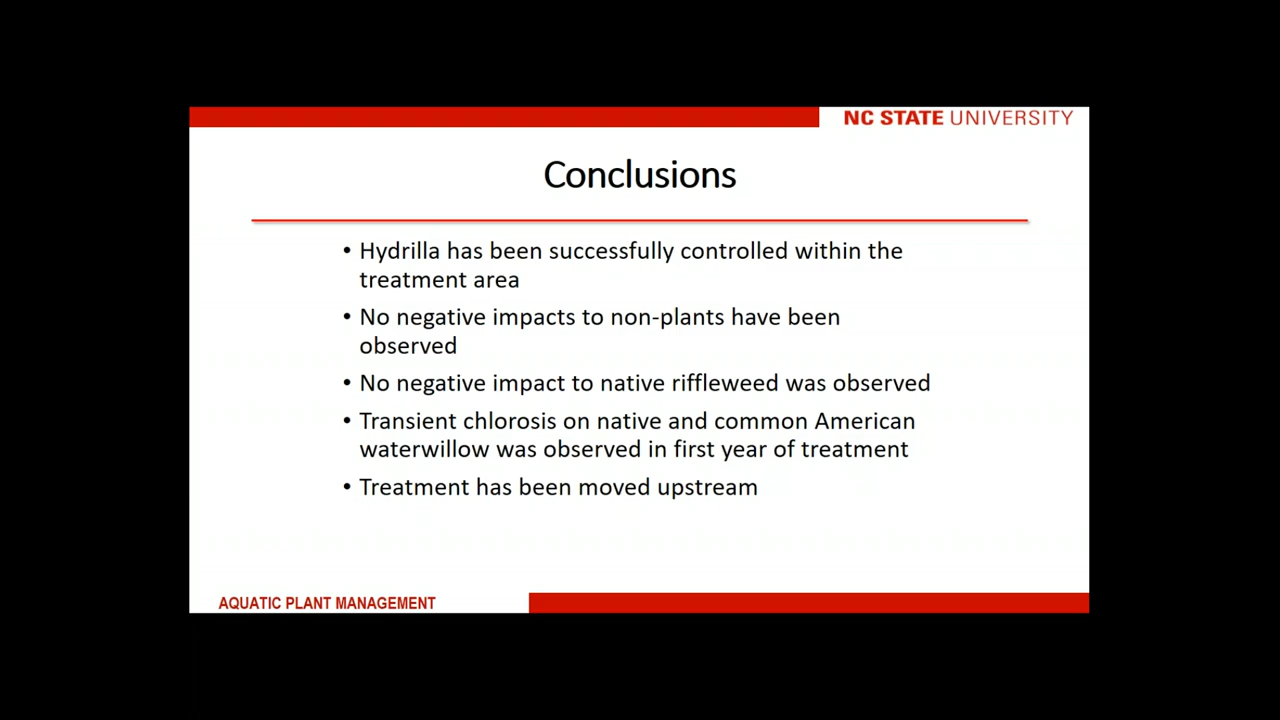 NC STATE UNIVERSITY
Conclusions
• Hydrilla has been successfully controlled within the
treatment area
• No negative impacts to non-plants have been
observed
• No negative impact to native riffleweed was observed
• Transient chlorosis on native and common American
waterwillow was observed in first year of treatment
• Treatment has been moved upstream
AQUATIC PLANT MANAGEMENT